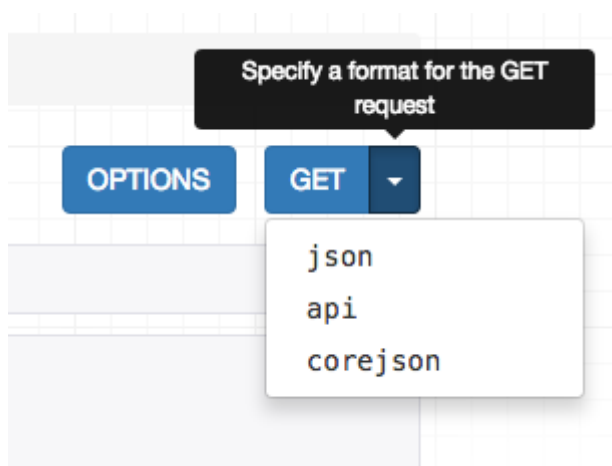 Specify a format for the GET
request
OPTIONS
GET
json
api
corejson